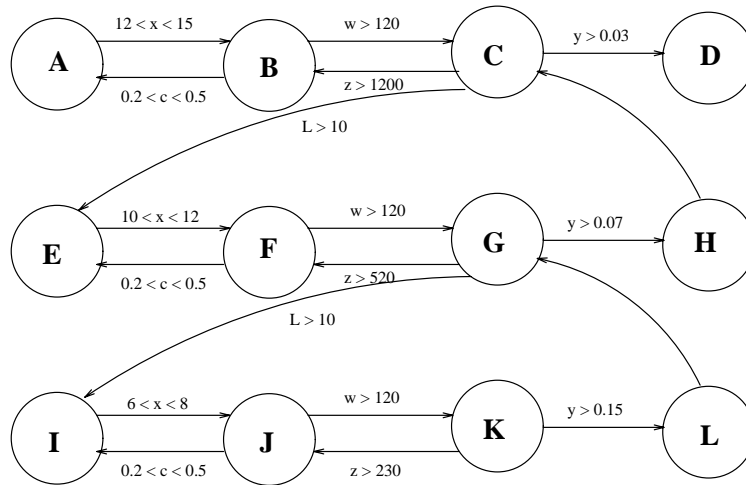 12 < x < 15
w > 120
y > 0.03
A
B
C
D
0.2 < c < 0.5
z > 1200
L > 10
10 < x < 12
w > 120
y > 0.07
E
F
G
H
0.2 < c < 0.5
z > 520
L > 10
6 < x < 8
w > 120
y > 0.15
I
J
K
L
0.2 < c < 0.5
z > 230